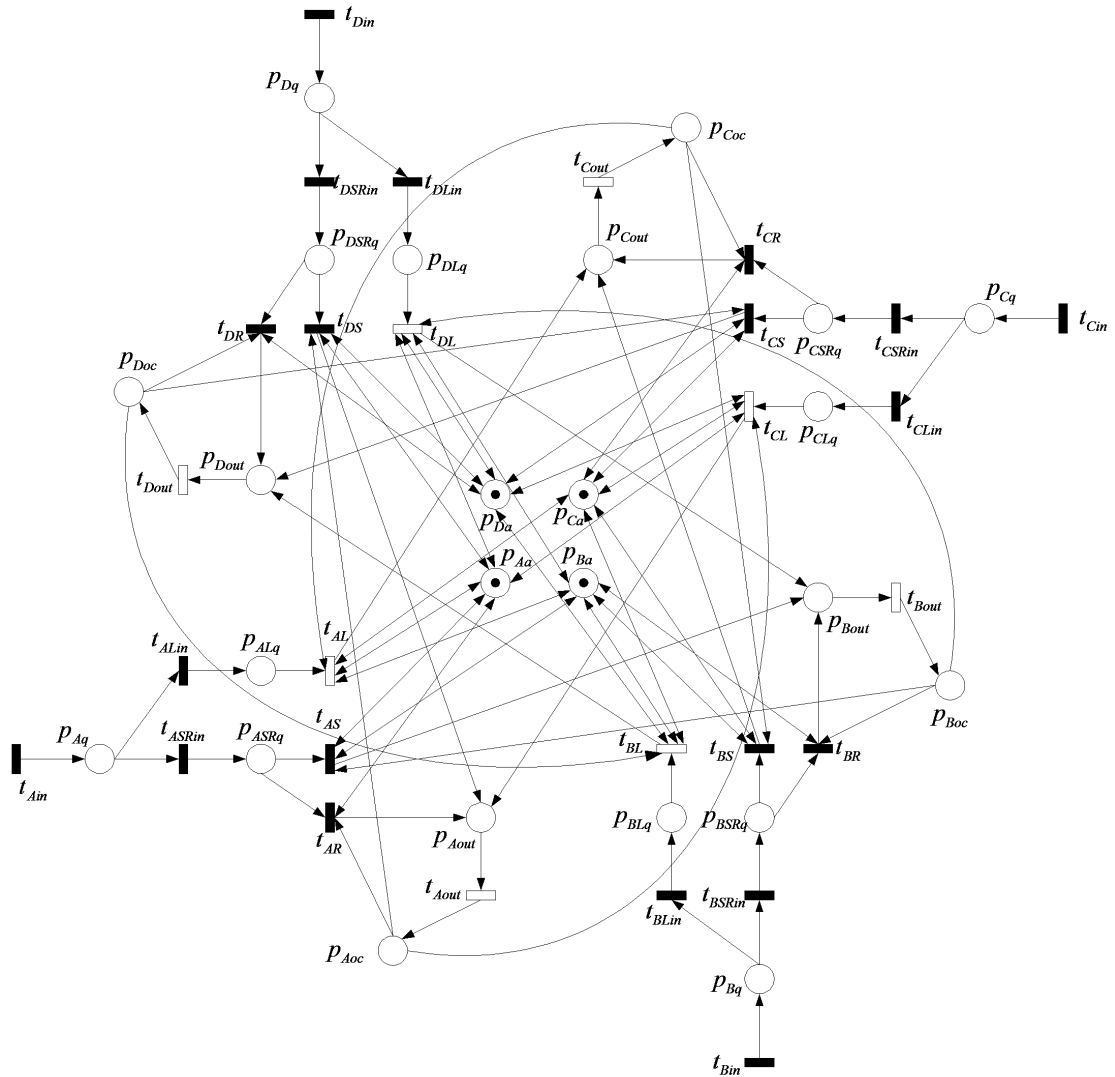 t_Din
p_Dq
p_Coc
t_Cout
t_DSRin
t_DLin
p_DSRq
p_Cout
t_CR
p_DLq
p_Cq
t_DR
t_DS
t_DL
t_CS
p_CSRq
t_CSRin
t_Cin
p_Doc
t_CL
p_CLq
t_CLin
p_Dout
t_Dout
p_Da
p_Ca
p_Aa
p_Ba
t_Bout
p_Bout
t_ALin
p_ALq
t_AL
p_Boc
p_Aq
t_ASRin
p_ASRq
t_AS
t_BL
t_BS
t_BR
t_Ain
p_BLq
p_BSRq
t_AR
p_Aout
t_Aout
t_BLin
t_BSRin
p_Aoc
p_Bq
t_Bin